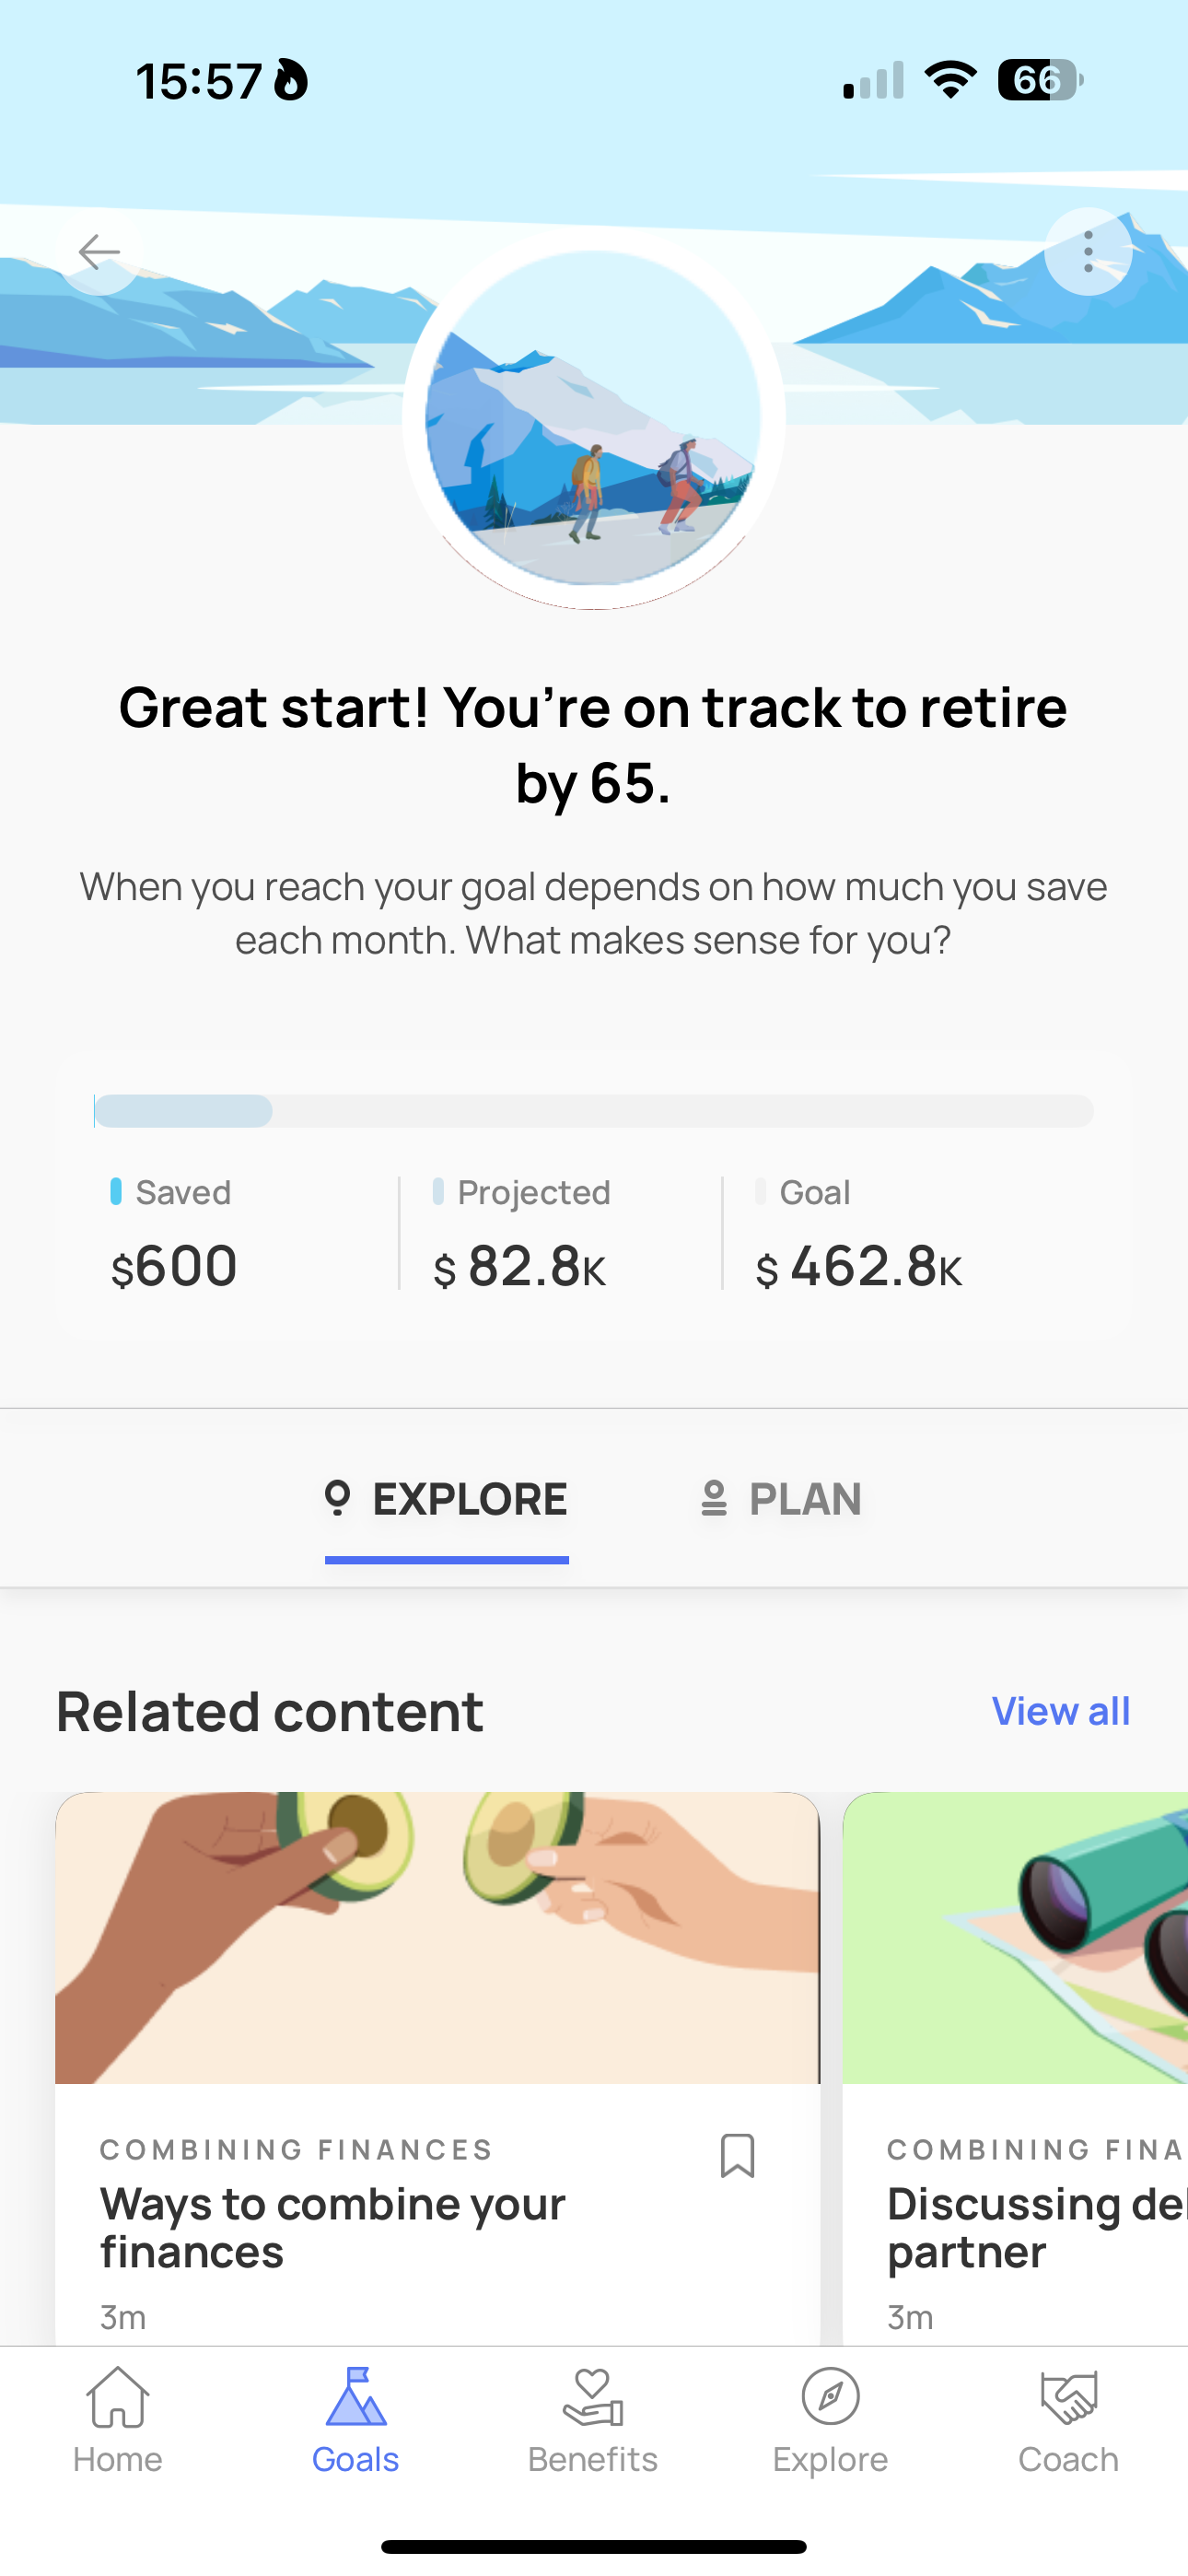 15:57
66
Great start! You’re on track to retire
by 65.
When you reach your goal depends on how much you save
each month. What makes sense for you?
Saved
Projected
Goal
$600
$ 82.8K
$ 462.8K
EXPLORE
PLAN
Related content
View all
COMBINING FINANCES
Ways to combine your
finances
3m
COMBINING FINA
Discussing de
partner
3m
Home
Goals
Benefits
Explore
Coach